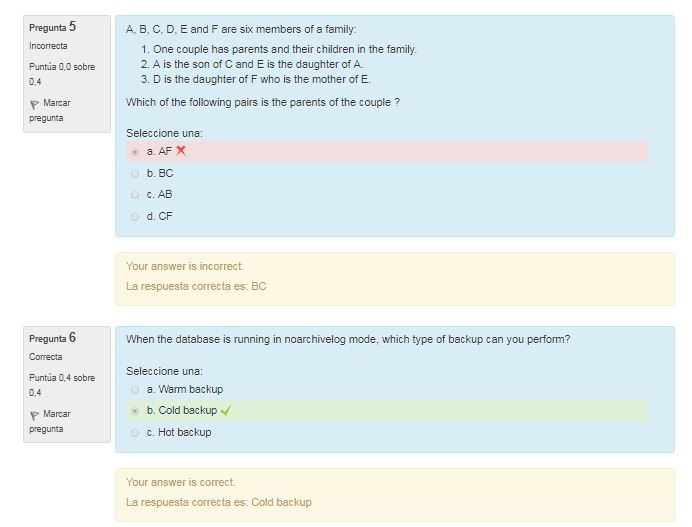 Pregunta 5
Incorrecta
Puntúa 0,0 sobre
0,4
Marcar
pregunta
A, B, C, D, E and F are six members of a family:
1. One couple has parents and their children in the family.
2. A is the son of C and E is the daughter of A.
3. D is the daughter of F who is the mother of E.
Which of the following pairs is the parents of the couple ?
Seleccione una:
a. AF
b. BC
c. AB
d. CF
Your answer is incorrect.
La respuesta correcta es: BC
Pregunta 6
Correcta
Puntúa 0,4 sobre
0,4
Marcar
pregunta
When the database is running in noarchivelog mode, which type of backup can you perform?
Seleccione una:
a. Warm backup
b. Cold backup
c. Hot backup
Your answer is correct.
La respuesta correcta es: Cold backup